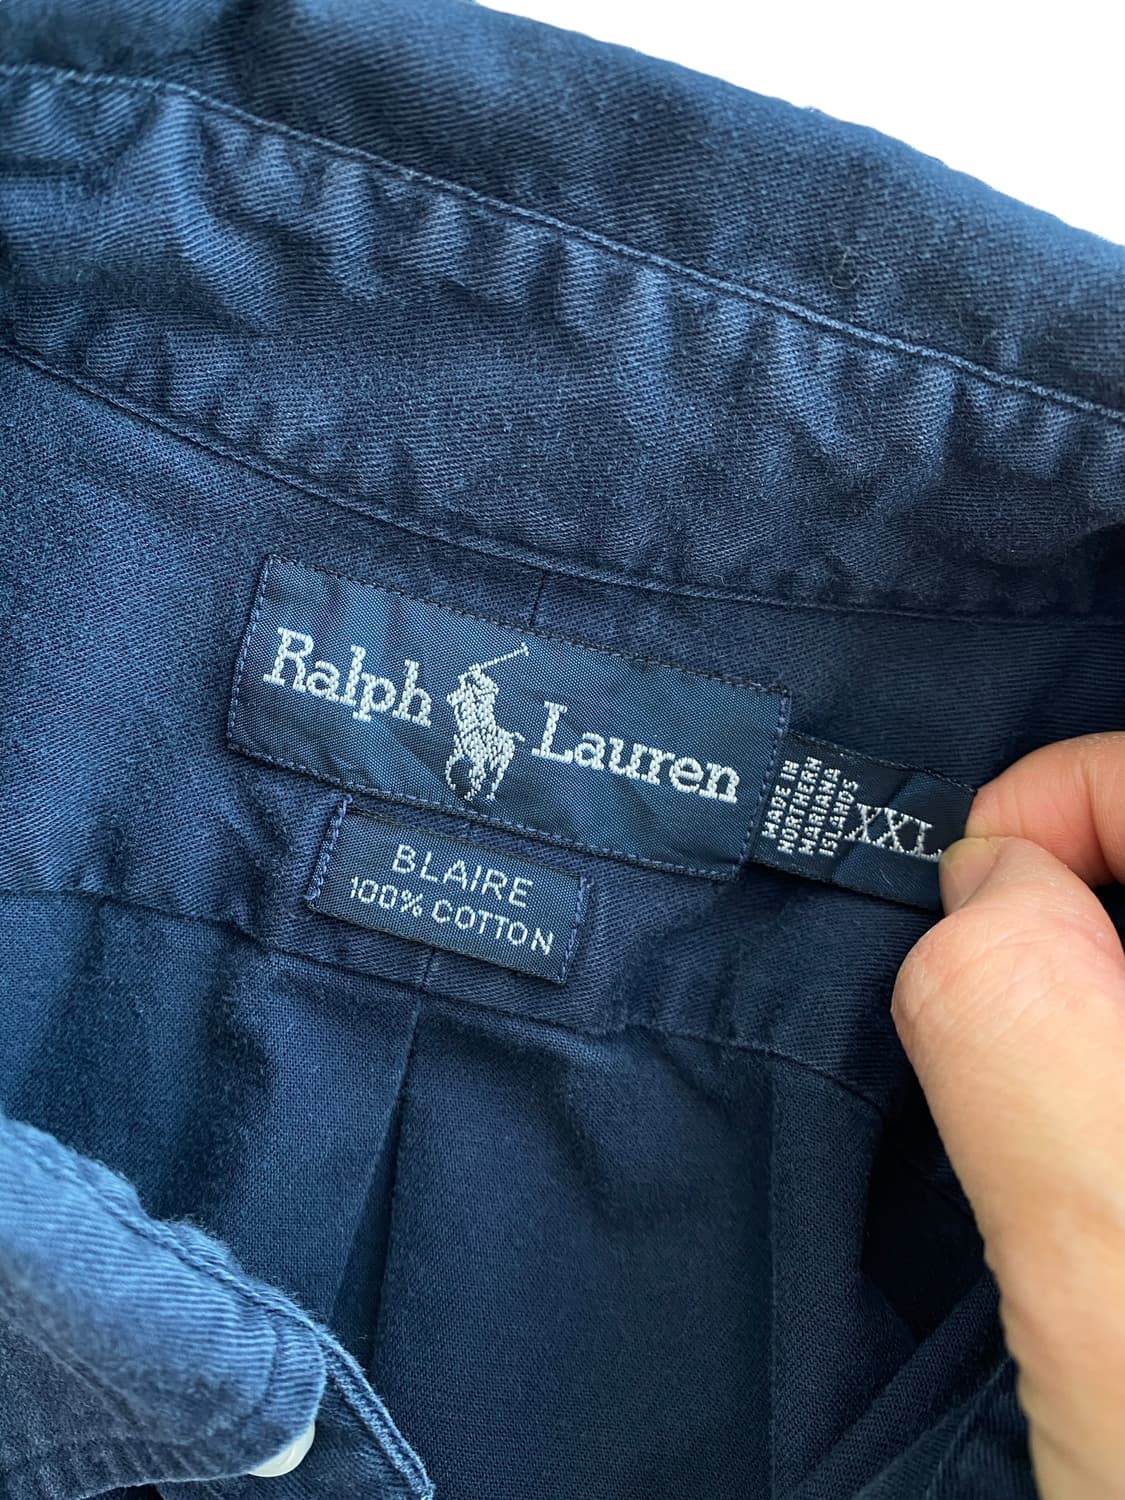 Ralph Lauren
MADE IN
NORTHERN
MARIANA
ISLANDS
XXL
BLAIRE
100% COTTON